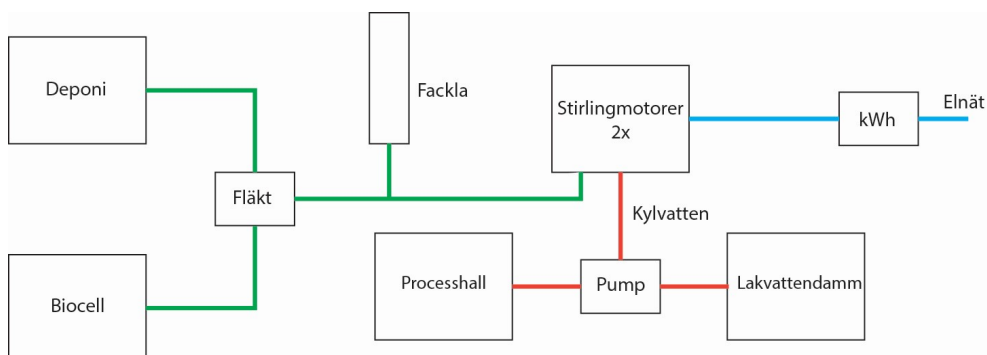 Deponi
Fackla
Stirlingmotorer
2x
kWh
Elnät
Fläkt
Kylvatten
Biocell
Processhall
Pump
Lakvattendamm